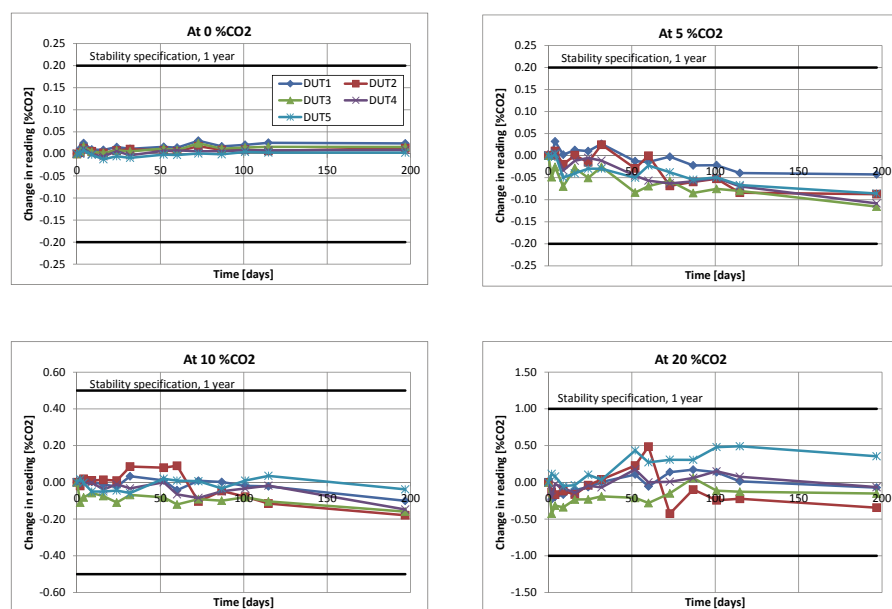 At 0 %CO2
0.25
0.20
0.15
0.10
0.05
0.00
-0.05
-0.10
-0.15
-0.20
-0.25
0 50 100 150 200
Change in reading [%CO2]
Time [days]
Stability specification, 1 year
DUT1 DUT2
DUT3 DUT4
DUT5
At 5 %CO2
0.25
0.20
0.15
0.10
0.05
0.00
-0.05
-0.10
-0.15
-0.20
-0.25
0 50 100 150 200
Change in reading [%CO2]
Time [days]
Stability specification, 1 year
At 10 %CO2
0.60
0.40
0.20
0.00
-0.20
-0.40
-0.60
0 50 100 150 200
Change in reading [%CO2]
Time [days]
Stability specification, 1 year
At 20 %CO2
1.50
1.00
0.50
0.00
-0.50
-1.00
-1.50
0 50 100 150 200
Change in reading [%CO2]
Time [days]
Stability specification, 1 year